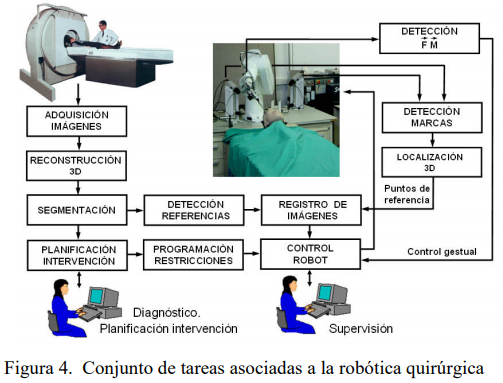 DETECCIÓN
F M
ADQUISICIÓN
IMÁGENES
DETECCIÓN
MARCAS
RECONSTRUCCIÓN
3D
LOCALIZACIÓN
3D
Puntos de
referencia
SEGMENTACIÓN
DETECCIÓN
REFERENCIAS
REGISTRO DE
IMÁGENES
PLANIFICACIÓN
INTERVENCIÓN
PROGRAMACIÓN
RESTRICCIONES
CONTROL
ROBOT
Control gestual
Diagnóstico.
Planificación intervención
Supervisión
Figura 4. Conjunto de tareas asociadas a la robótica quirúrgica